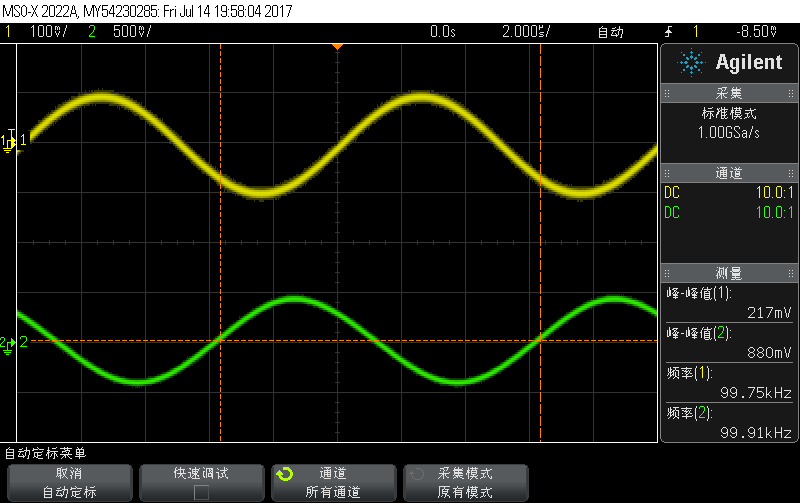 MSO-X 2022A, MY54230285: Fri Jul 14 19:58:04 2017
1 100mV/ 2 500mV/ 0.0s 2.000us/ 自动 1 -8.50mV
Agilent
采集
标准模式
1.00GSa/s
通道
DC 10.0:1
DC 10.0:1
测量
峰-峰值(1):
217mV
峰-峰值(2):
880mV
频率(1):
99.75kHz
频率(2):
99.91kHz
1 T 1
2 2
自动定标菜单
取消
自动定标
快速调试
通道
所有通道
采集模式
原有模式